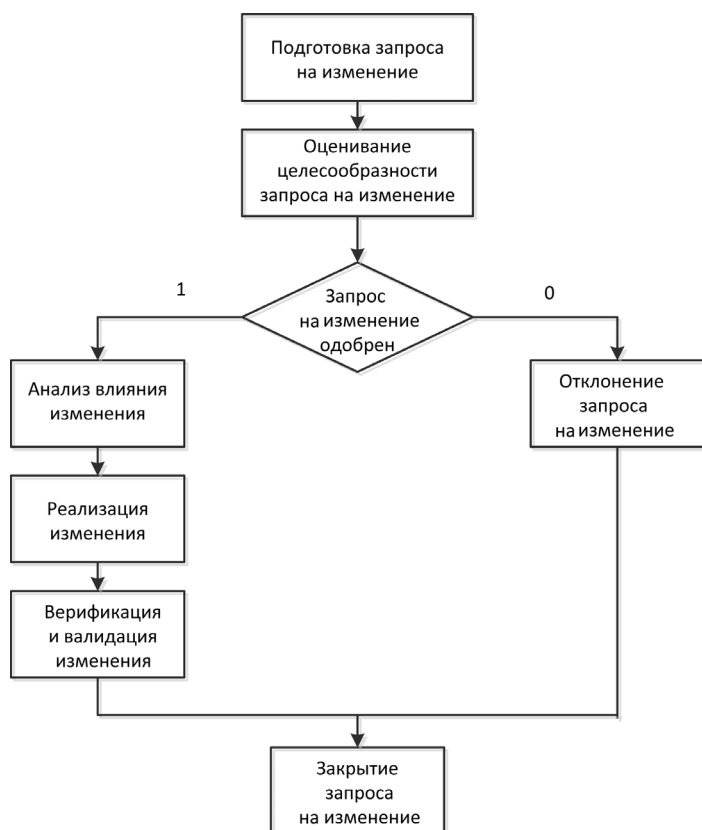 Подготовка запроса
на изменение
Оценивание
целесообразности
запроса на изменение
1
0
Запрос
на изменение
одобрен
Анализ влияния
изменения
Отклонение
запроса
на изменение
Реализация
изменения
Верификация
и валидация
изменения
Закрытие
запроса
на изменение